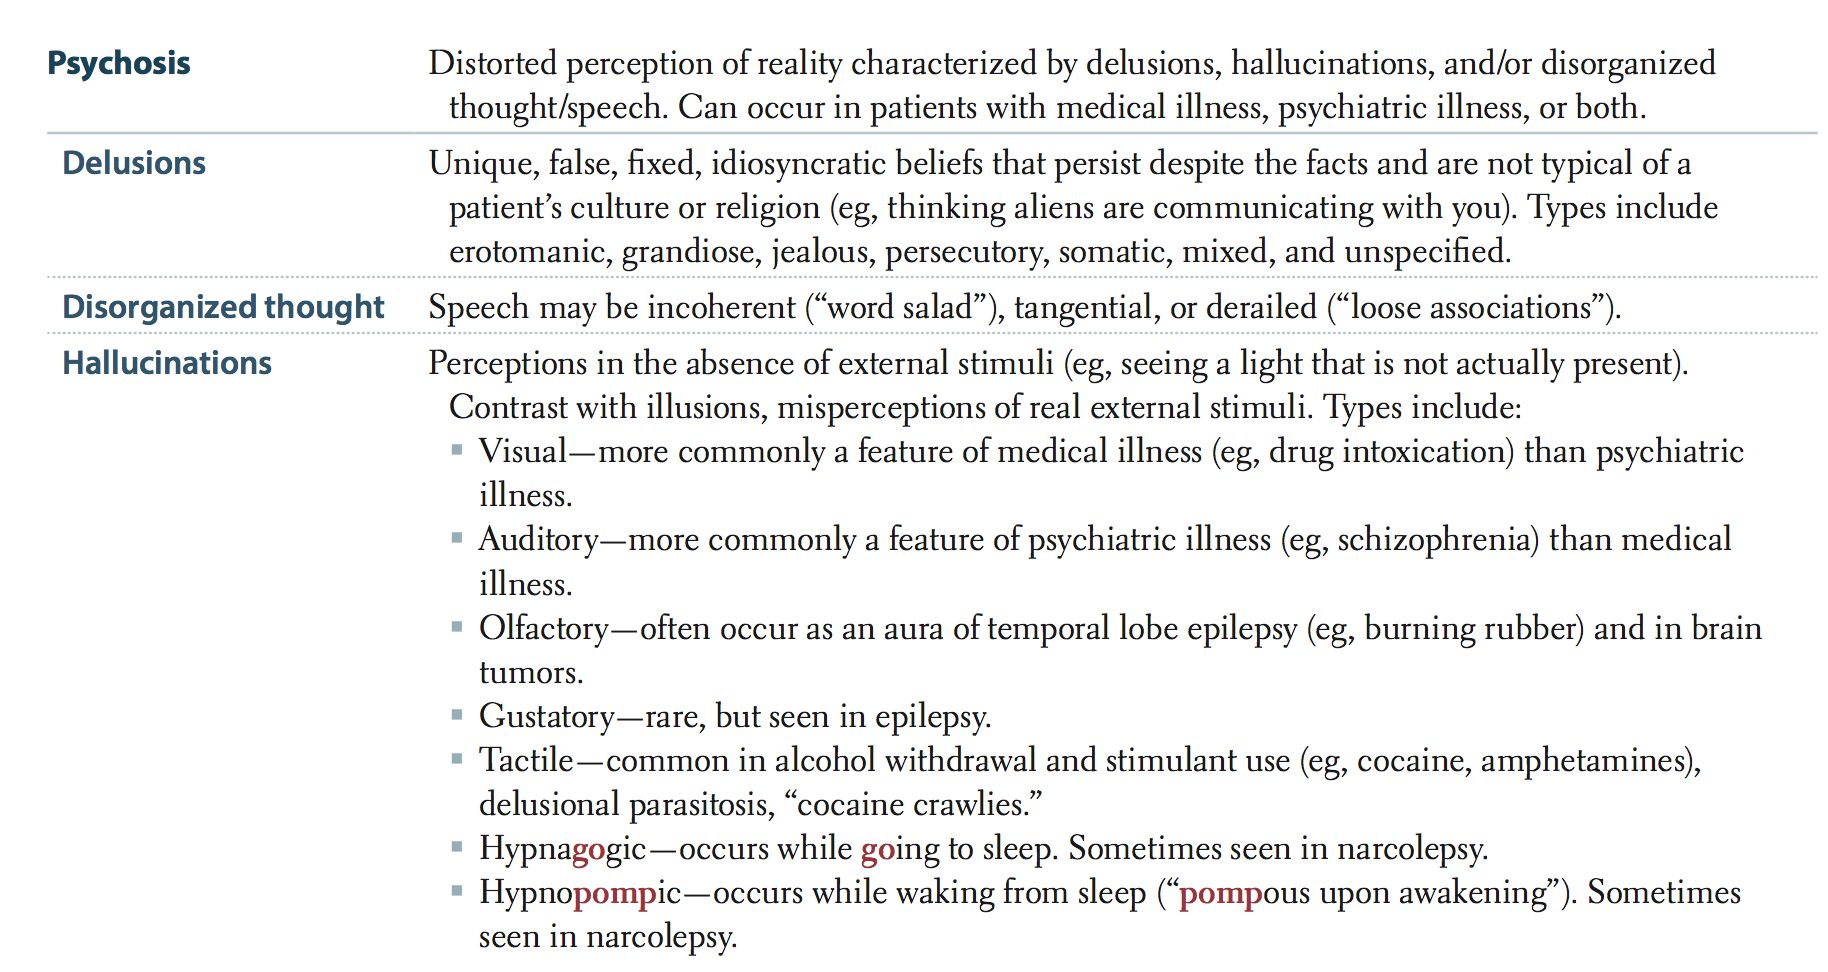 Psychosis
Distorted perception of reality characterized by delusions, hallucinations, and/or disorganized
thought/speech. Can occur in patients with medical illness, psychiatric illness, or both.
Delusions
Unique, false, fixed, idiosyncratic beliefs that persist despite the facts and are not typical of a
patient’s culture or religion (eg, thinking aliens are communicating with you). Types include
erotomanic, grandiose, jealous, persecutory, somatic, mixed, and unspecified.
Disorganized thought
Speech may be incoherent (“word salad”), tangential, or derailed (“loose associations”).
Hallucinations
Perceptions in the absence of external stimuli (eg, seeing a light that is not actually present).
Contrast with illusions, misperceptions of real external stimuli. Types include:
▪ Visual—more commonly a feature of medical illness (eg, drug intoxication) than psychiatric
illness.
▪ Auditory—more commonly a feature of psychiatric illness (eg, schizophrenia) than medical
illness.
▪ Olfactory—often occur as an aura of temporal lobe epilepsy (eg, burning rubber) and in brain
tumors.
▪ Gustatory—rare, but seen in epilepsy.
▪ Tactile—common in alcohol withdrawal and stimulant use (eg, cocaine, amphetamines),
delusional parasitosis, “cocaine crawlies.”
▪ Hypnagogic—occurs while going to sleep. Sometimes seen in narcolepsy.
▪ Hypnopompic—occurs while waking from sleep (“pompous upon awakening”). Sometimes
seen in narcolepsy.